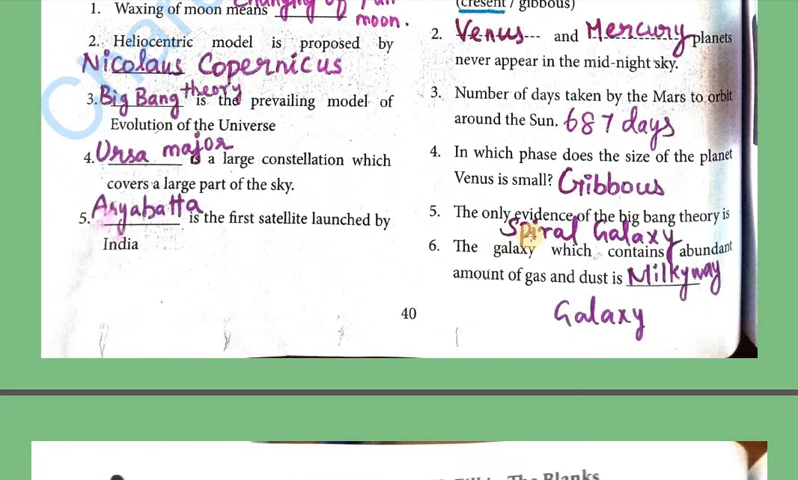 1. Waxing of moon means Changing of Full
moon.
2. Heliocentric model is proposed by
Nicolaus Copernicus
3. Big Bang theory is the prevailing model of
Evolution of the Universe
4. Ursa major is a large constellation which
covers a large part of the sky.
5. Aryabatta is the first satellite launched by
India
(cresent / gibbous)
2. Venus --- and Mercury planets
never appear in the mid-night sky.
3. Number of days taken by the Mars to orbit
around the Sun. 687 days
4. In which phase does the size of the planet
Venus is small? Gibbous
5. The only evidence of the big bang theory is
Spiral Galaxy
6. The galaxy which contains abundant
amount of gas and dust is Milkyway
Galaxy
40
The Blanks